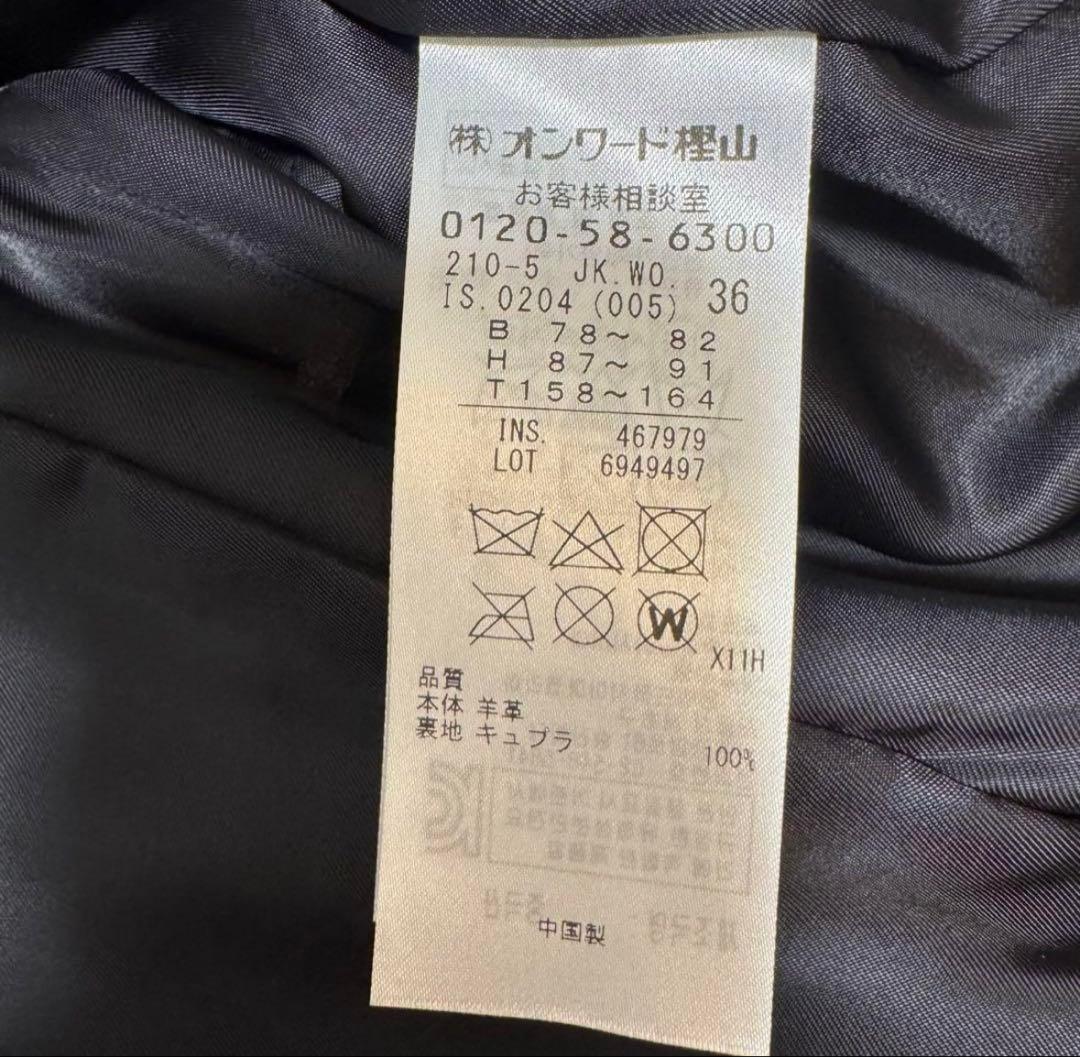 (株)オンワード樫山
お客様相談室
0120-58-6300
210-5 JK.WO.
IS.0204 (005) 36
B 78～ 82
H 87～ 91
T158～164
INS. 467979
LOT 6949497
W
X11H
品質
本体 羊革
裏地 キュプラ 100%
中国製